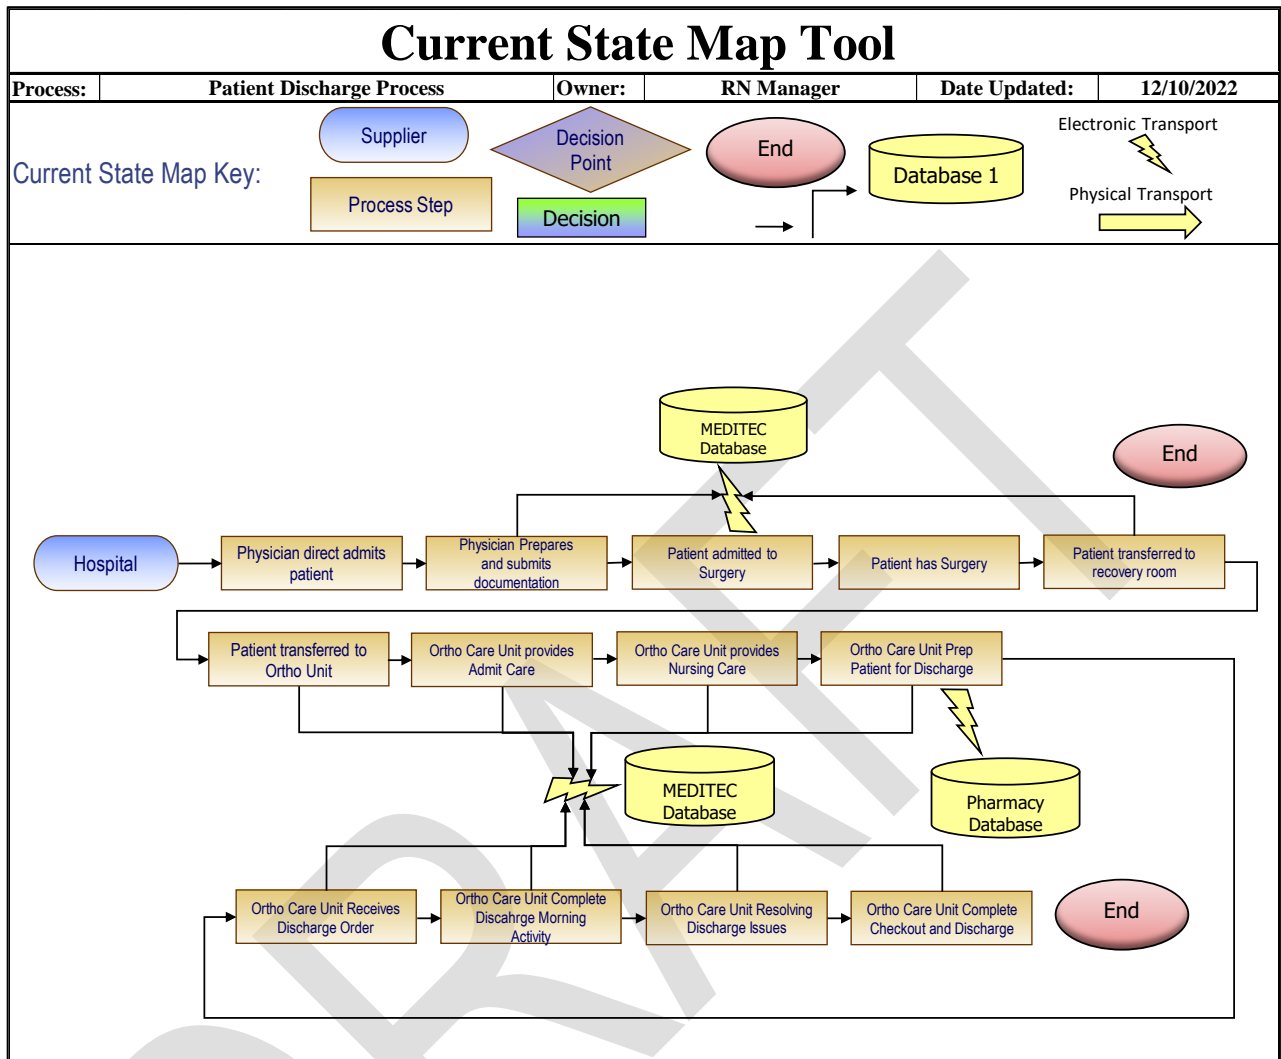 Current State Map Tool
Process: Patient Discharge Process Owner: RN Manager Date Updated: 12/10/2022
Current State Map Key:
Supplier
Process Step
Decision
Point
Decision
End
Database 1
Electronic Transport
Physical Transport
MEDITEC
Database
End
Hospital
Physician direct admits
patient
Physician Prepares
and submits
documentation
Patient admitted to
Surgery
Patient has Surgery
Patient transferred to
recovery room
Patient transferred to
Ortho Unit
Ortho Care Unit provides
Admit Care
Ortho Care Unit provides
Nursing Care
Ortho Care Unit Prep
Patient for Discharge
MEDITEC
Database
Pharmacy
Database
Ortho Care Unit Receives
Discharge Order
Ortho Care Unit Complete
Discahrge Morning
Activity
Ortho Care Unit Resolving
Discharge Issues
Ortho Care Unit Complete
Checkout and Discharge
End
DRAFT